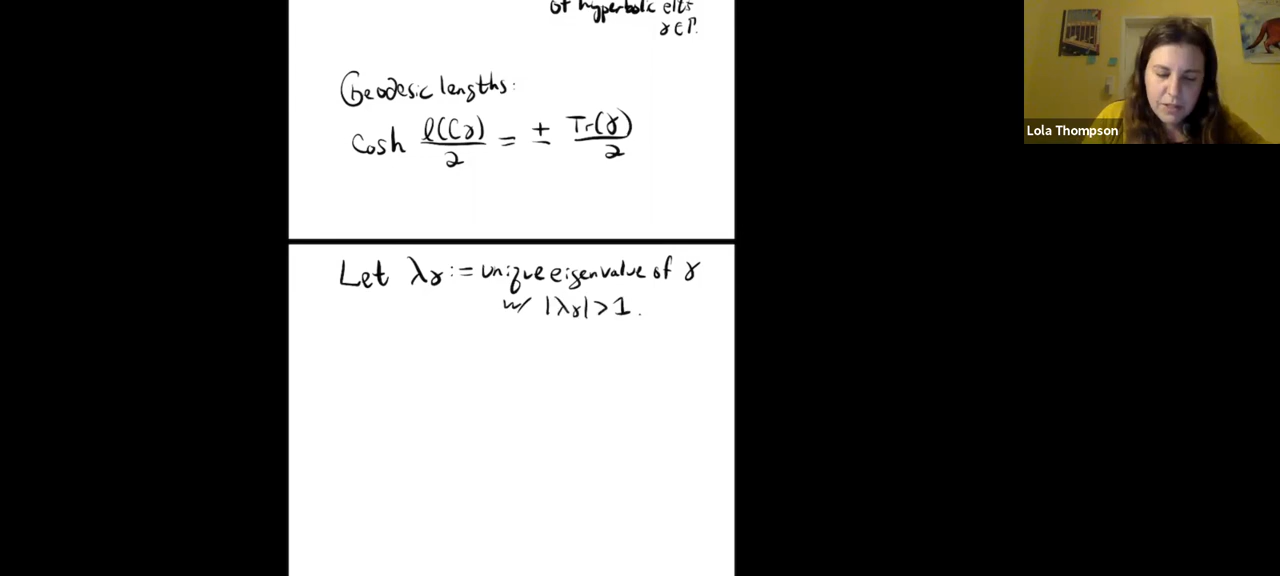 of hyperbolic elts
γ ∈ Γ.
Geodesic lengths:
cosh l(Cγ)/2 = ± Tr(γ)/2
Let λγ := unique eigenvalue of γ
w/ |λγ| > 1.
Lola Thompson